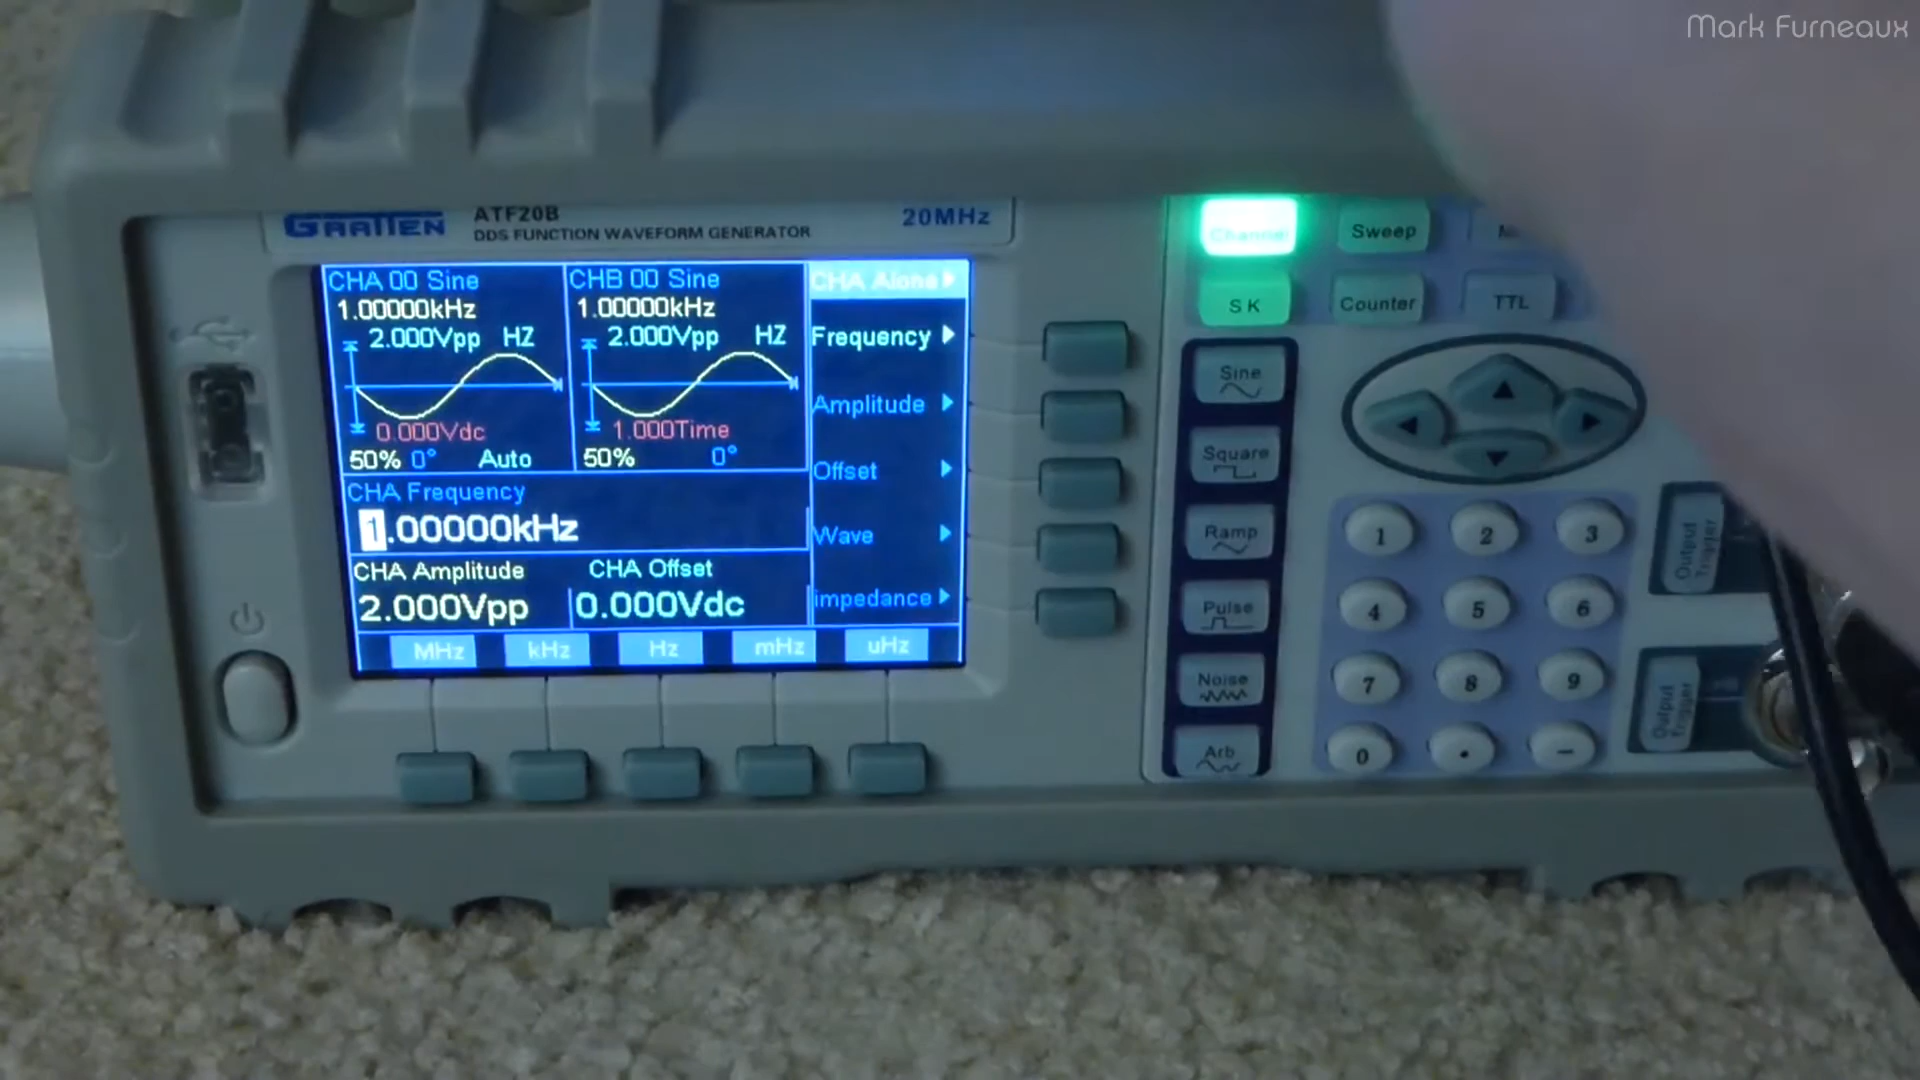 Mark Furneaux
GRATTEN
ATF20B
DDS FUNCTION WAVEFORM GENERATOR
20MHz
CHA 00 Sine
1.00000kHz
2.000Vpp HZ
0.000Vdc
50% 0° Auto
CHB 00 Sine
1.00000kHz
2.000Vpp HZ
1.000Time
50% 0°
CHA Alone
Frequency
Amplitude
Offset
Wave
impedance
CHA Frequency
1.00000kHz
CHA Amplitude
2.000Vpp
CHA Offset
0.000Vdc
MHz kHz Hz mHz uHz
Channel Sweep
SK Counter TTL
Sine
Square
Ramp
Pulse
Noise
Arb
1 2 3
4 5 6
7 8 9
0 . −
Output
Trigger
Output
Trigger